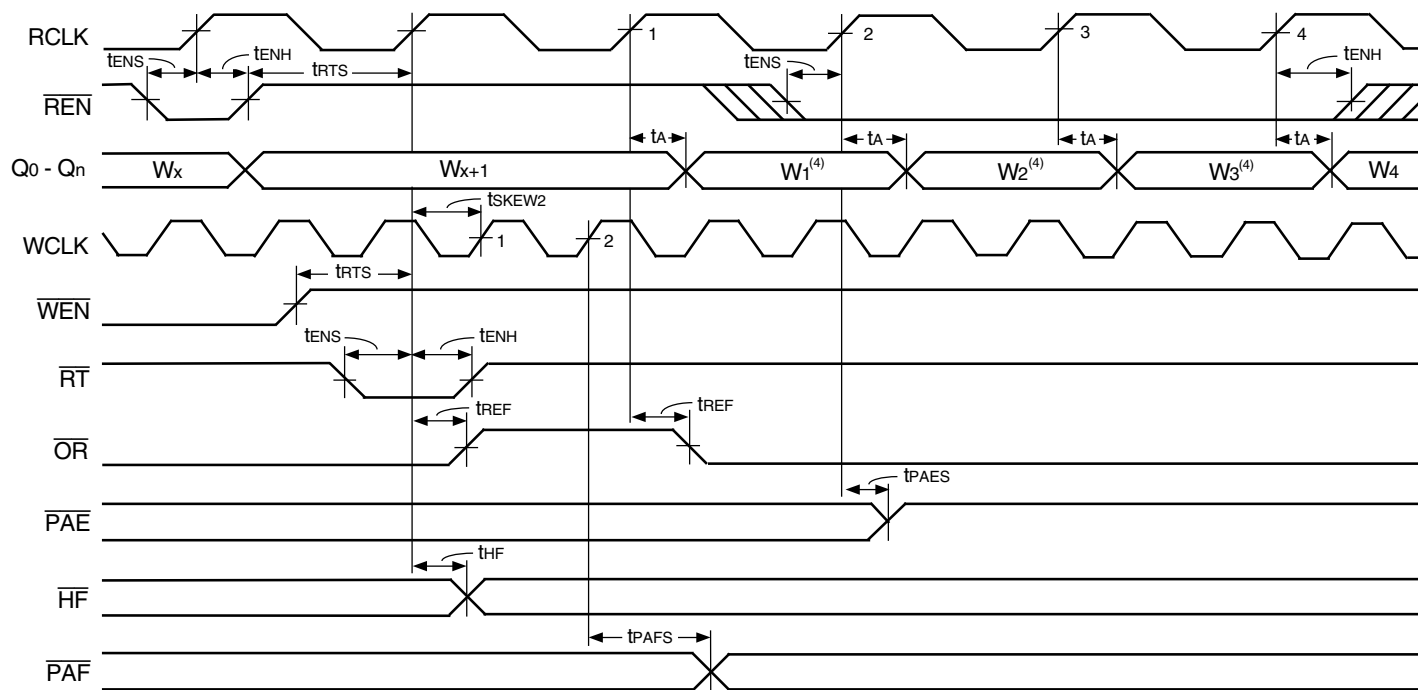 RCLK 1 2 3 4
tENS tENH tRTS tENS tENH
REN
tA tA tA tA
Q0 - Qn Wx Wx+1 W1(4) W2(4) W3(4) W4
tSKEW2
WCLK 1 2
tRTS
WEN
tENS tENH
RT
tREF tREF
OR
tPAES
PAE
tHF
HF
tPAFS
PAF